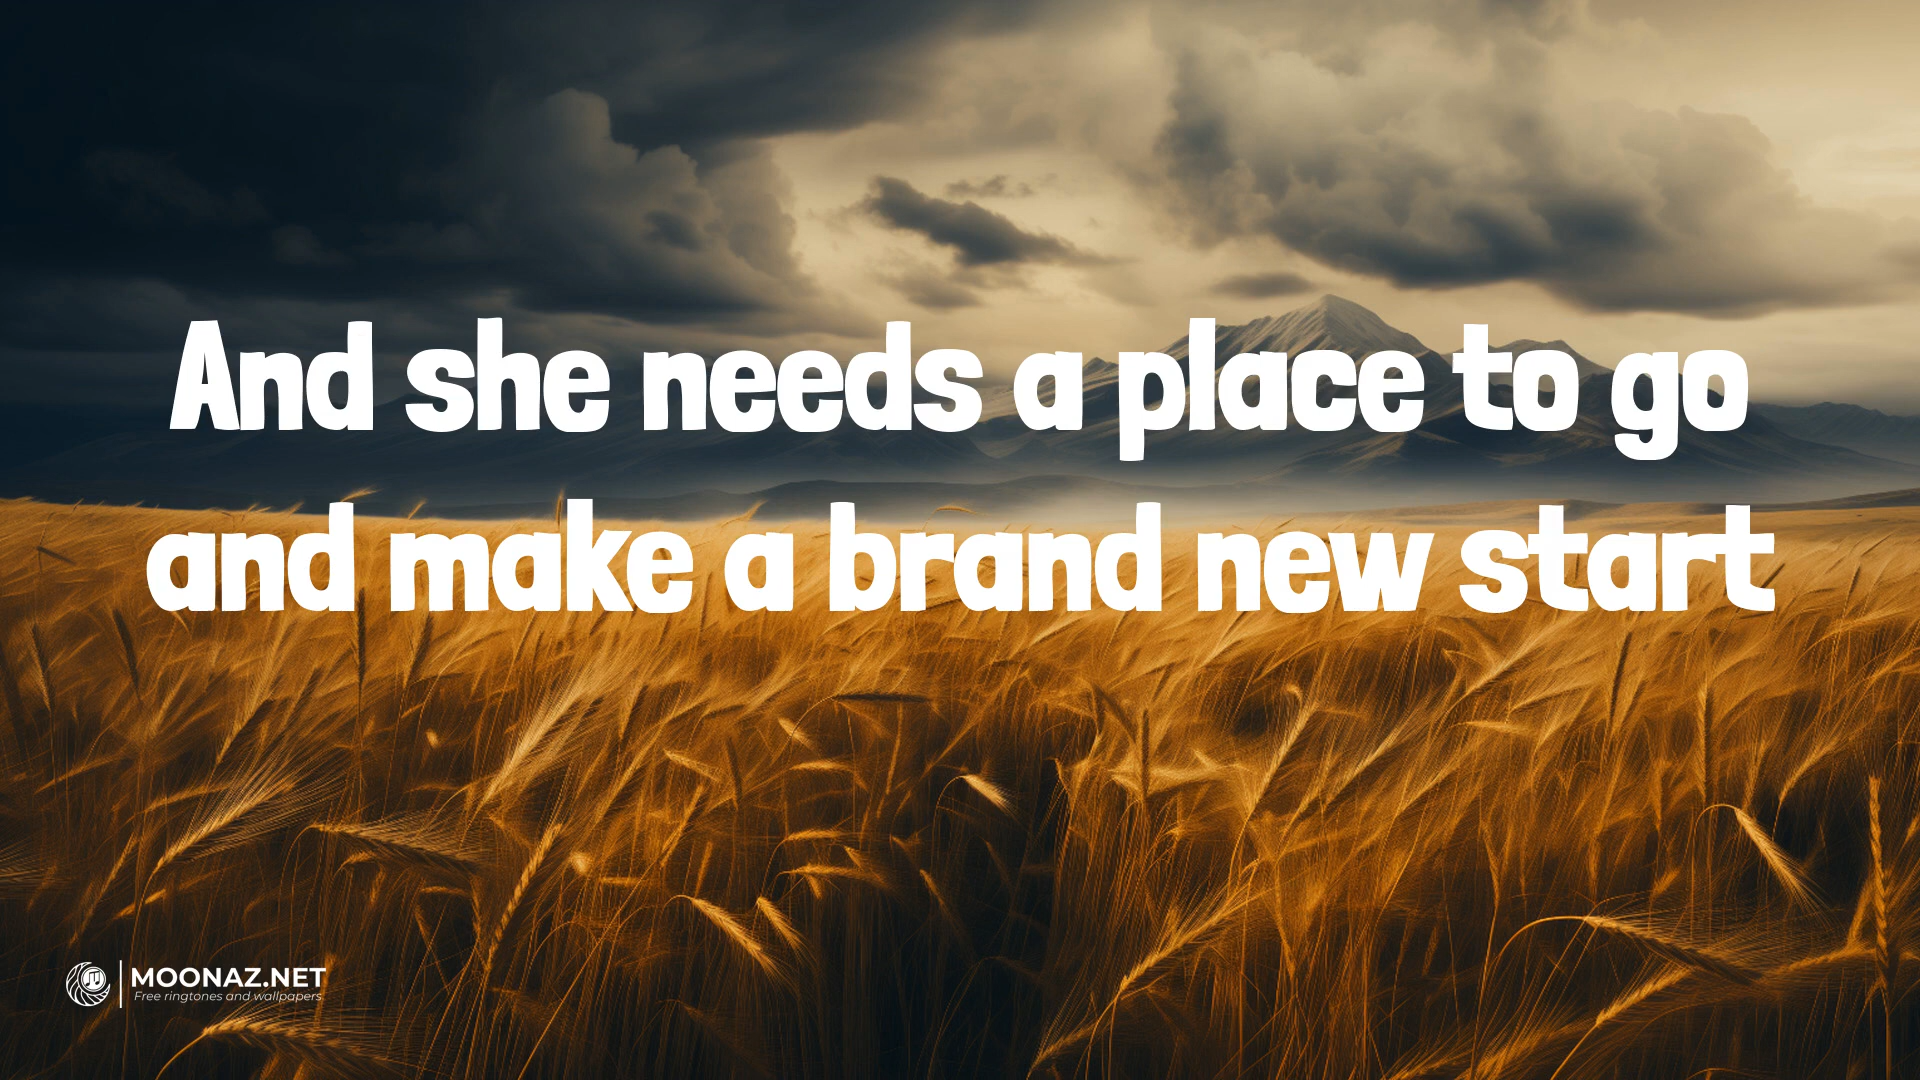 And she needs a place to go
and make a brand new start
MOONAZ.NET
Free ringtones and wallpapers